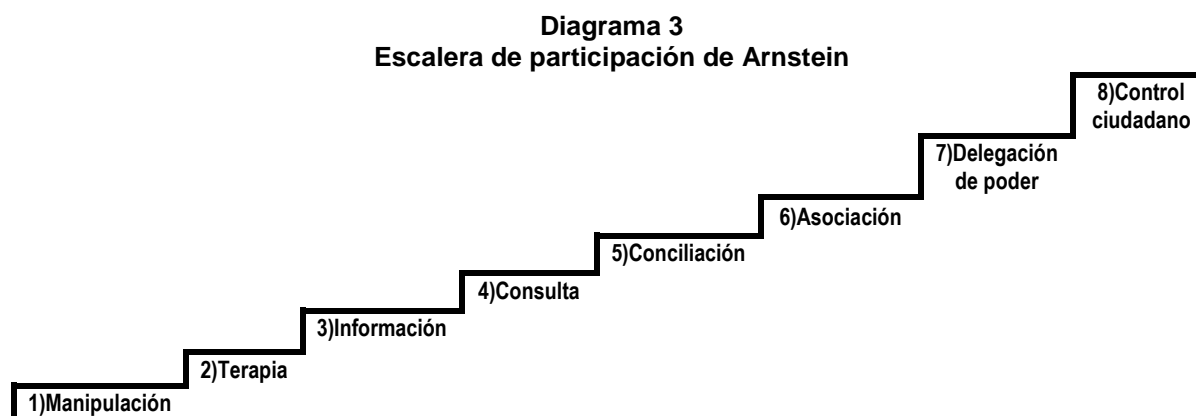 Diagrama 3
Escalera de participación de Arnstein
8)Control
ciudadano
7)Delegación
de poder
6)Asociación
5)Conciliación
4)Consulta
3)Información
2)Terapia
1)Manipulación